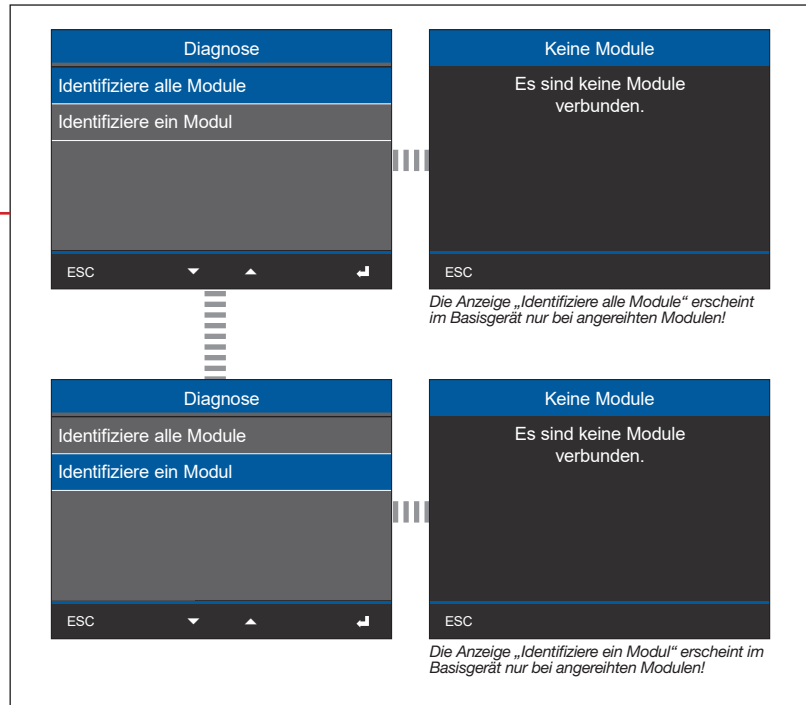 Diagnose
Identifiziere alle Module
Identifiziere ein Modul
ESC
Keine Module
Es sind keine Module
verbunden.
ESC
Die Anzeige „Identifiziere alle Module“ erscheint
im Basisgerät nur bei angereihten Modulen!
Diagnose
Identifiziere alle Module
Identifiziere ein Modul
ESC
Keine Module
Es sind keine Module
verbunden.
ESC
Die Anzeige „Identifiziere ein Modul“ erscheint im
Basisgerät nur bei angereihten Modulen!